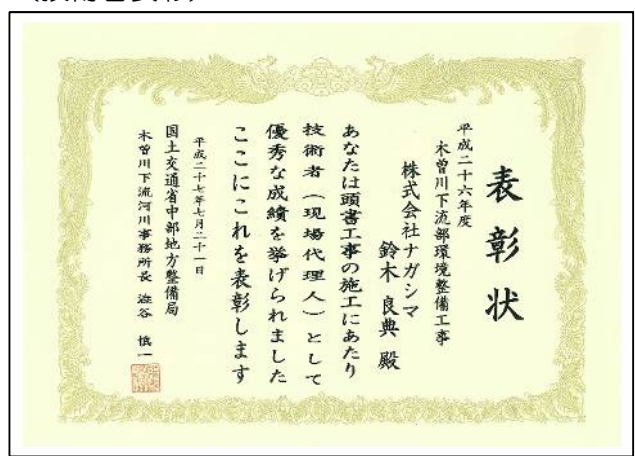 表彰状
平成二十六年度
木曽川下流部環境整備工事
株式会社ナガシマ
鈴木良典 殿
あなたは頭書工事の施工にあたり
技術者(現場代理人)として
優秀な成績を挙げられました
ここにこれを表彰します
平成二十七年七月二十一日
国土交通省中部地方整備局
木曽川下流河川事務所長 澁谷 慎一